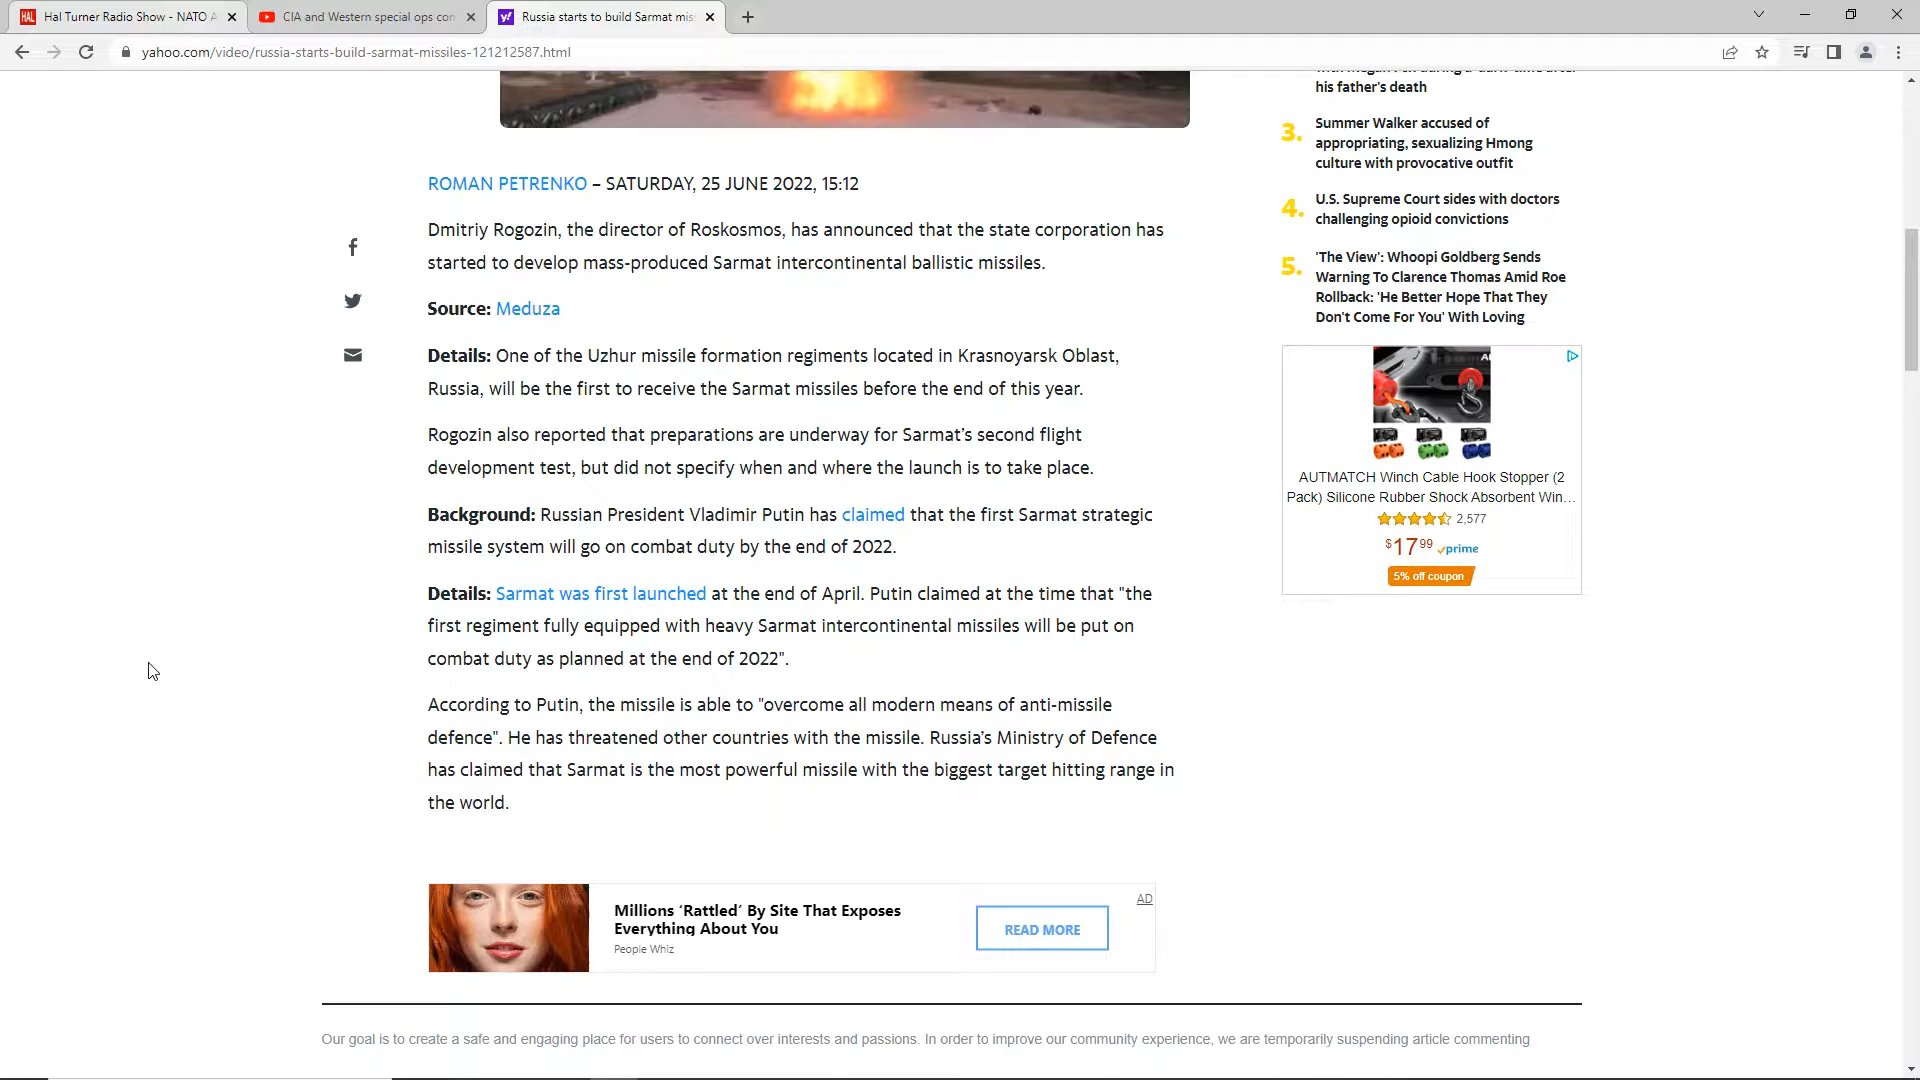 Hal Turner Radio Show - NATO A
CIA and Western special ops con
Russia starts to build Sarmat mis
yahoo.com/video/russia-starts-build-sarmat-missiles-121212587.html
his father's death
3.
Summer Walker accused of
appropriating, sexualizing Hmong
culture with provocative outfit
4.
U.S. Supreme Court sides with doctors
challenging opioid convictions
5.
'The View': Whoopi Goldberg Sends
Warning To Clarence Thomas Amid Roe
Rollback: 'He Better Hope That They
Don't Come For You' With Loving
ROMAN PETRENKO – SATURDAY, 25 JUNE 2022, 15:12
Dmitriy Rogozin, the director of Roskosmos, has announced that the state corporation has
started to develop mass-produced Sarmat intercontinental ballistic missiles.
Source: Meduza
Details: One of the Uzhur missile formation regiments located in Krasnoyarsk Oblast,
Russia, will be the first to receive the Sarmat missiles before the end of this year.
Rogozin also reported that preparations are underway for Sarmat’s second flight
development test, but did not specify when and where the launch is to take place.
Background: Russian President Vladimir Putin has claimed that the first Sarmat strategic
missile system will go on combat duty by the end of 2022.
Details: Sarmat was first launched at the end of April. Putin claimed at the time that "the
first regiment fully equipped with heavy Sarmat intercontinental missiles will be put on
combat duty as planned at the end of 2022".
According to Putin, the missile is able to "overcome all modern means of anti-missile
defence". He has threatened other countries with the missile. Russia’s Ministry of Defence
has claimed that Sarmat is the most powerful missile with the biggest target hitting range in
the world.
AUTMATCH Winch Cable Hook Stopper (2
Pack) Silicone Rubber Shock Absorbent Win…
2,577
$17 99 prime
5% off coupon
AD
Millions ‘Rattled’ By Site That Exposes
Everything About You
People Whiz
READ MORE
Our goal is to create a safe and engaging place for users to connect over interests and passions. In order to improve our community experience, we are temporarily suspending article commenting